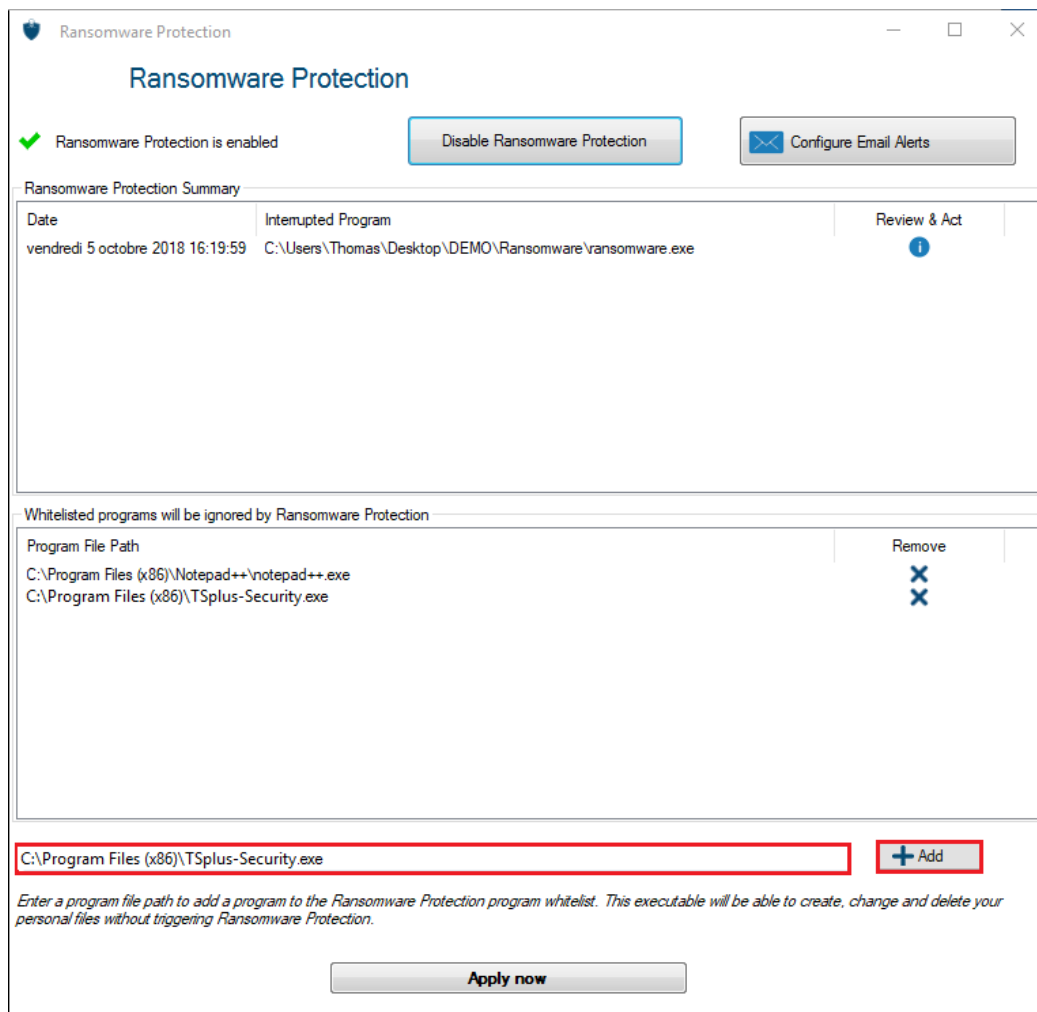 Ransomware Protection
Ransomware Protection
Ransomware Protection is enabled
Disable Ransomware Protection
Configure Email Alerts
Ransomware Protection Summary
Date Interrupted Program Review & Act
vendredi 5 octobre 2018 16:19:59 C:\Users\Thomas\Desktop\DEMO\Ransomware\ransomware.exe
Whitelisted programs will be ignored by Ransomware Protection
Program File Path Remove
C:\Program Files (x86)\Notepad++\notepad++.exe
C:\Program Files (x86)\TSplus-Security.exe
C:\Program Files (x86)\TSplus-Security.exe Add
Enter a program file path to add a program to the Ransomware Protection program whitelist. This executable will be able to create, change and delete your
personal files without triggering Ransomware Protection.
Apply now